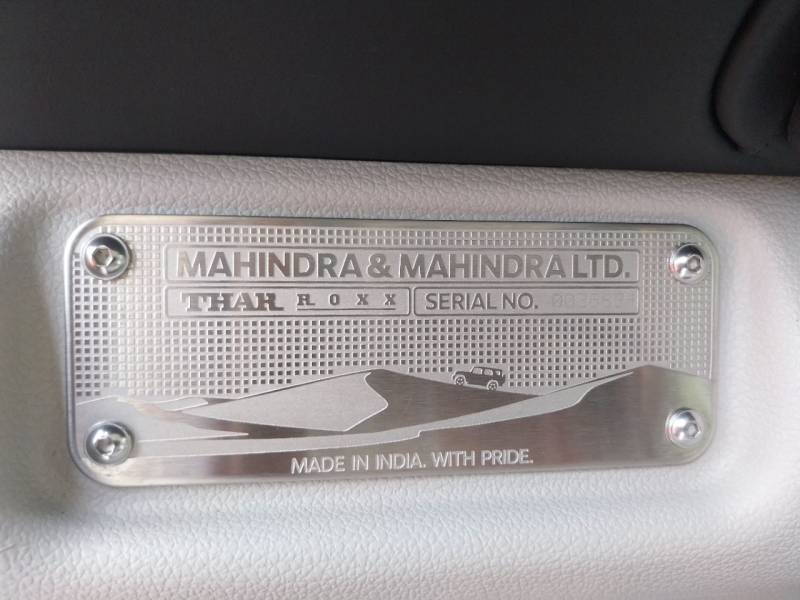 MAHINDRA & MAHINDRA LTD.
THAR ROXX SERIAL NO.
MADE IN INDIA. WITH PRIDE.